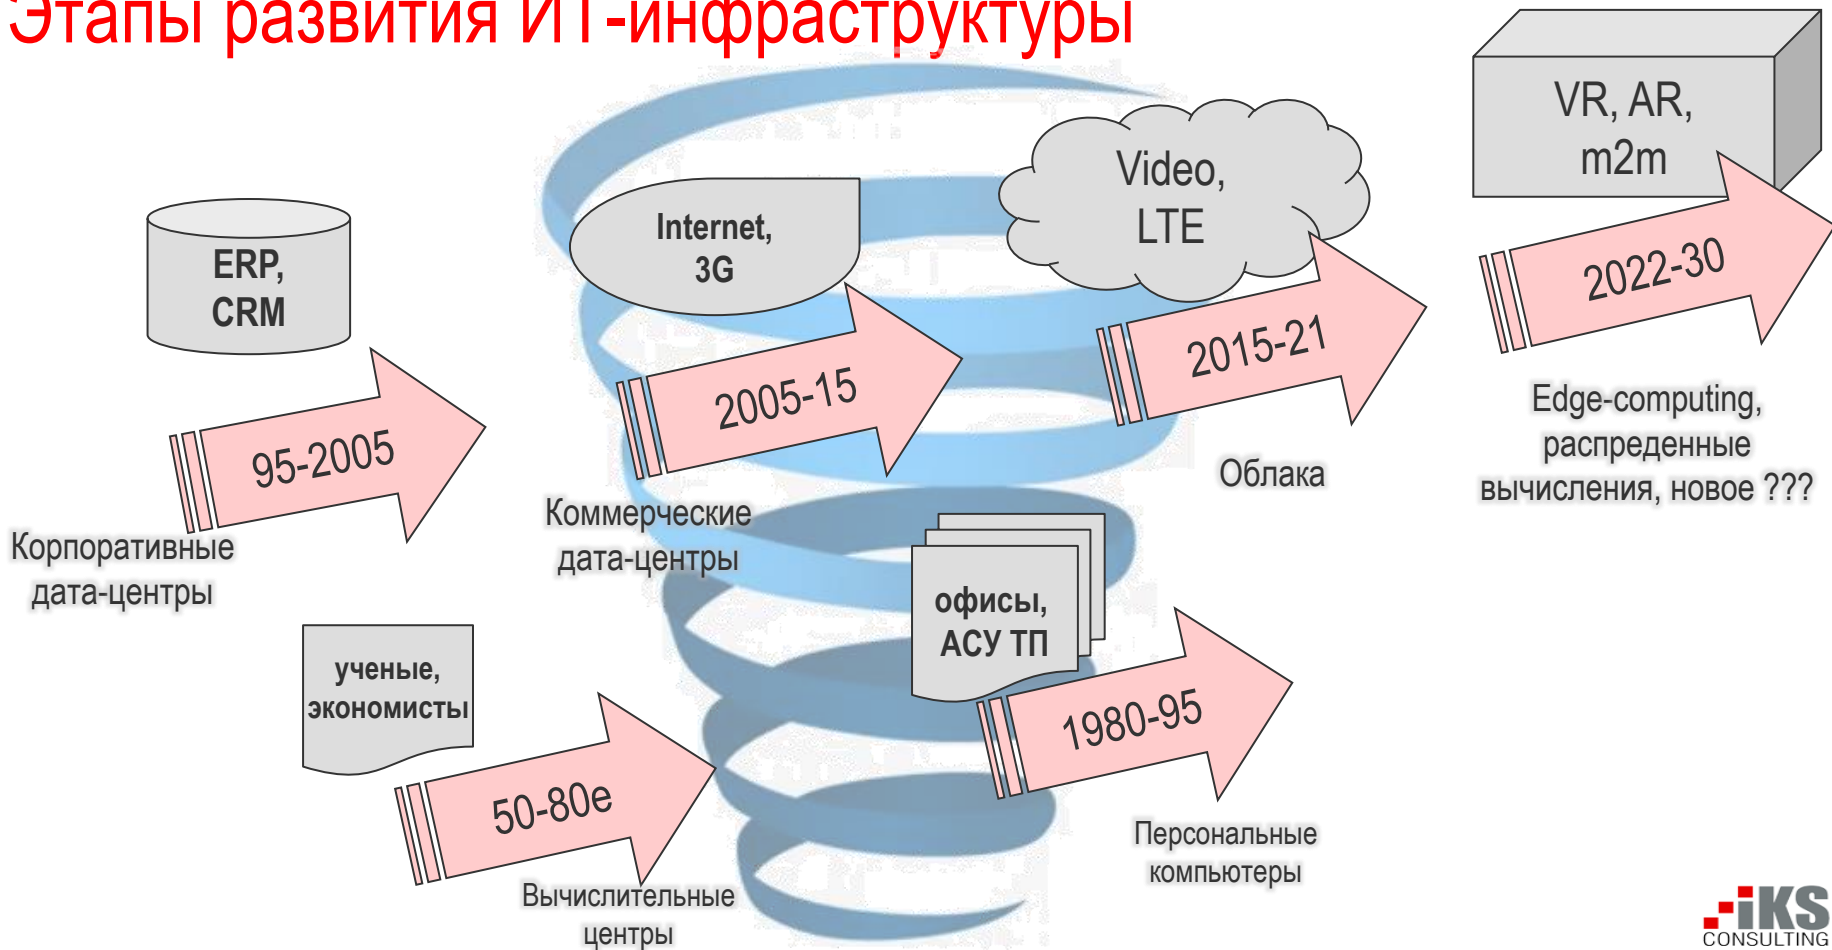 Этапы развития ИТ-инфраструктуры
VR, AR,
m2m
Video,
LTE
Internet,
3G
ERP,
CRM
2022-30
2015-21
2005-15
95-2005
Edge-computing,
распреденные
вычисления, новое ???
Облака
Коммерческие
дата-центры
Корпоративные
дата-центры
офисы,
АСУ ТП
ученые,
экономисты
1980-95
50-80е
Персональные
компьютеры
Вычислительные
центры
iKS
CONSULTING